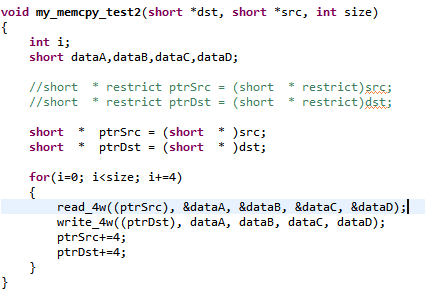 void my_memcpy_test2(short *dst, short *src, int size)
{
int i;
short dataA,dataB,dataC,dataD;
//short * restrict ptrSrc = (short * restrict)src;
//short * restrict ptrDst = (short * restrict)dst;
short * ptrSrc = (short * )src;
short * ptrDst = (short * )dst;
for(i=0; i<size; i+=4)
{
read_4w((ptrSrc), &dataA, &dataB, &dataC, &dataD);
write_4w((ptrDst), dataA, dataB, dataC, dataD);
ptrSrc+=4;
ptrDst+=4;
}
}